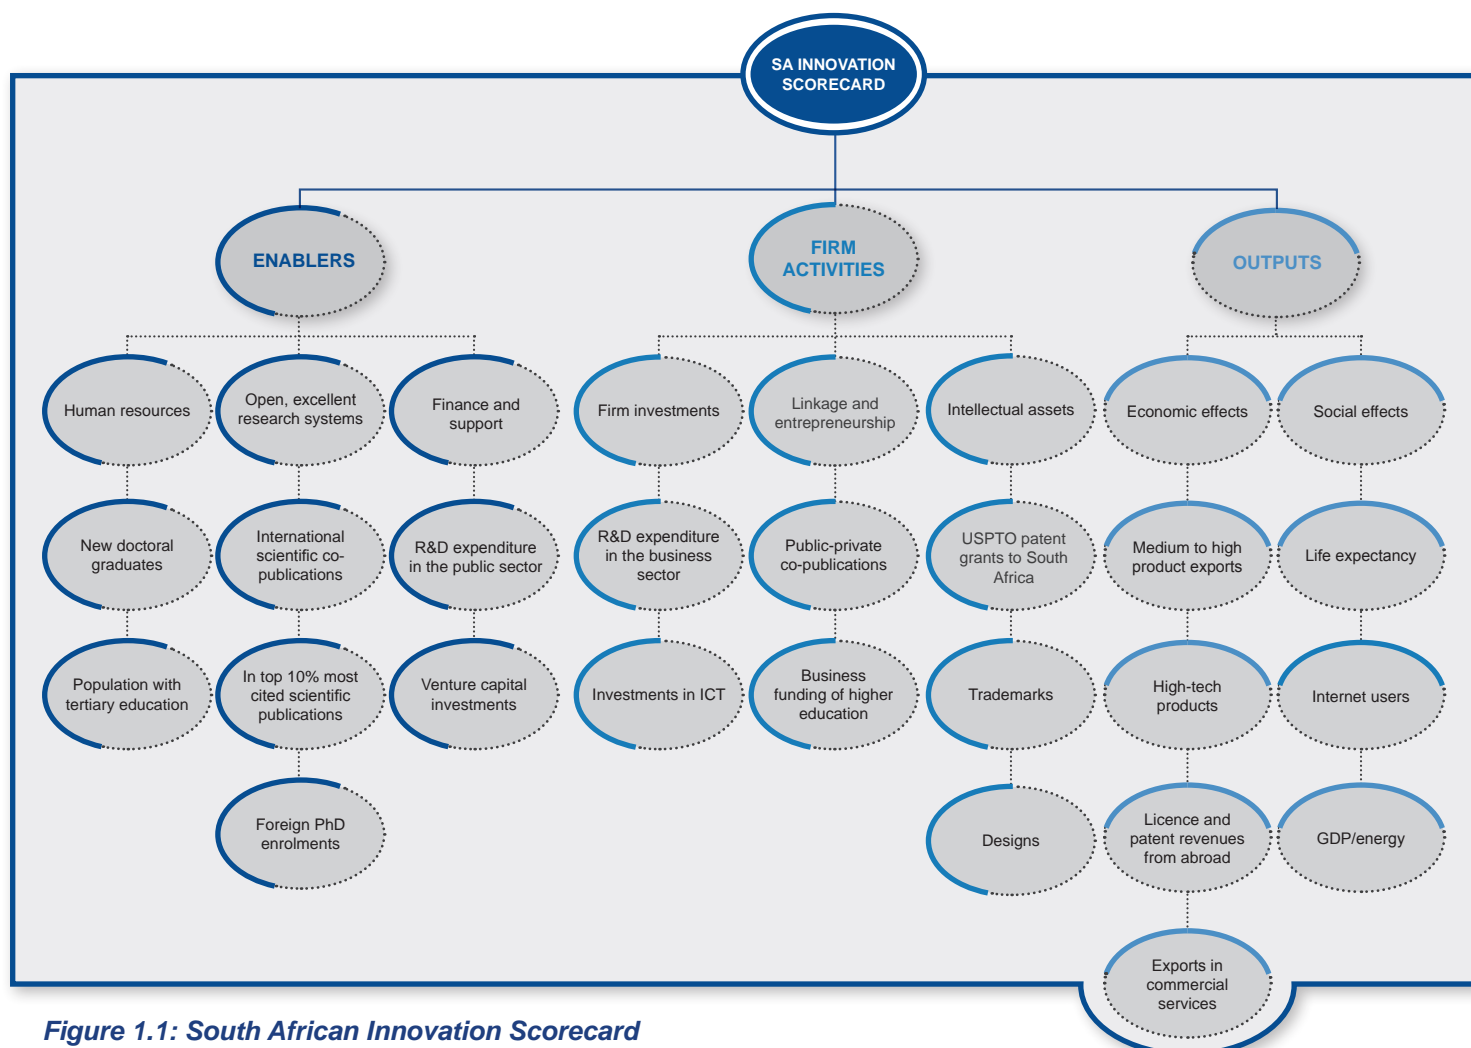 SA INNOVATION
SCORECARD
ENABLERS
FIRM
ACTIVITIES
OUTPUTS
Human resources
Open, excellent
research systems
Finance and
support
Firm investments
Linkage and
entrepreneurship
Intellectual assets
Economic effects
Social effects
New doctoral
graduates
International
scientific co-
publications
R&D expenditure
in the public sector
R&D expenditure
in the business
sector
Public-private
co-publications
USPTO patent
grants to South
Africa
Medium to high
product exports
Life expectancy
Population with
tertiary education
In top 10% most
cited scientific
publications
Venture capital
investments
Investments in ICT
Business
funding of higher
education
Trademarks
High-tech
products
Internet users
Foreign PhD
enrolments
Designs
Licence and
patent revenues
from abroad
GDP/energy
Exports in
commercial
services
Figure 1.1: South African Innovation Scorecard